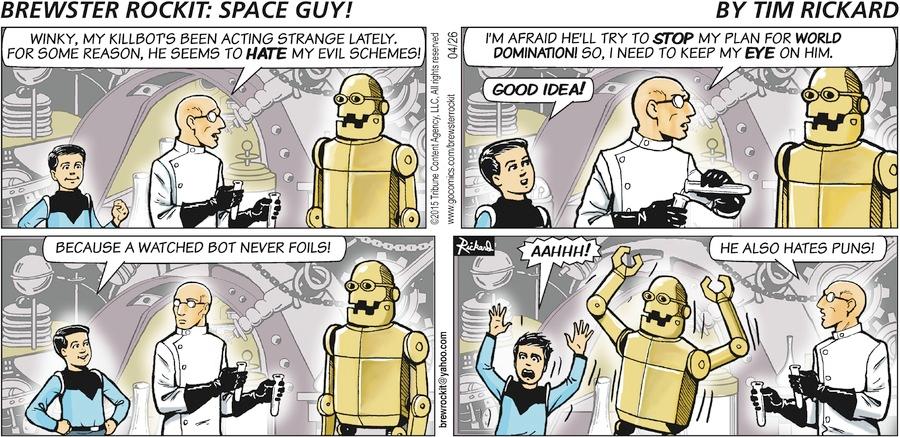 BREWSTER ROCKIT: SPACE GUY!
BY TIM RICKARD
WINKY, MY KILLBOT'S BEEN ACTING STRANGE LATELY.
FOR SOME REASON, HE SEEMS TO HATE MY EVIL SCHEMES!
©2015 Tribune Content Agency, LLC. All rights reserved
www.gocomics.com/brewsterrockit
04/26
I'M AFRAID HE'LL TRY TO STOP MY PLAN FOR WORLD
DOMINATION! SO, I NEED TO KEEP MY EYE ON HIM.
GOOD IDEA!
BECAUSE A WATCHED BOT NEVER FOILS!
brewrockit@yahoo.com
Rickard
AAHHH!
HE ALSO HATES PUNS!